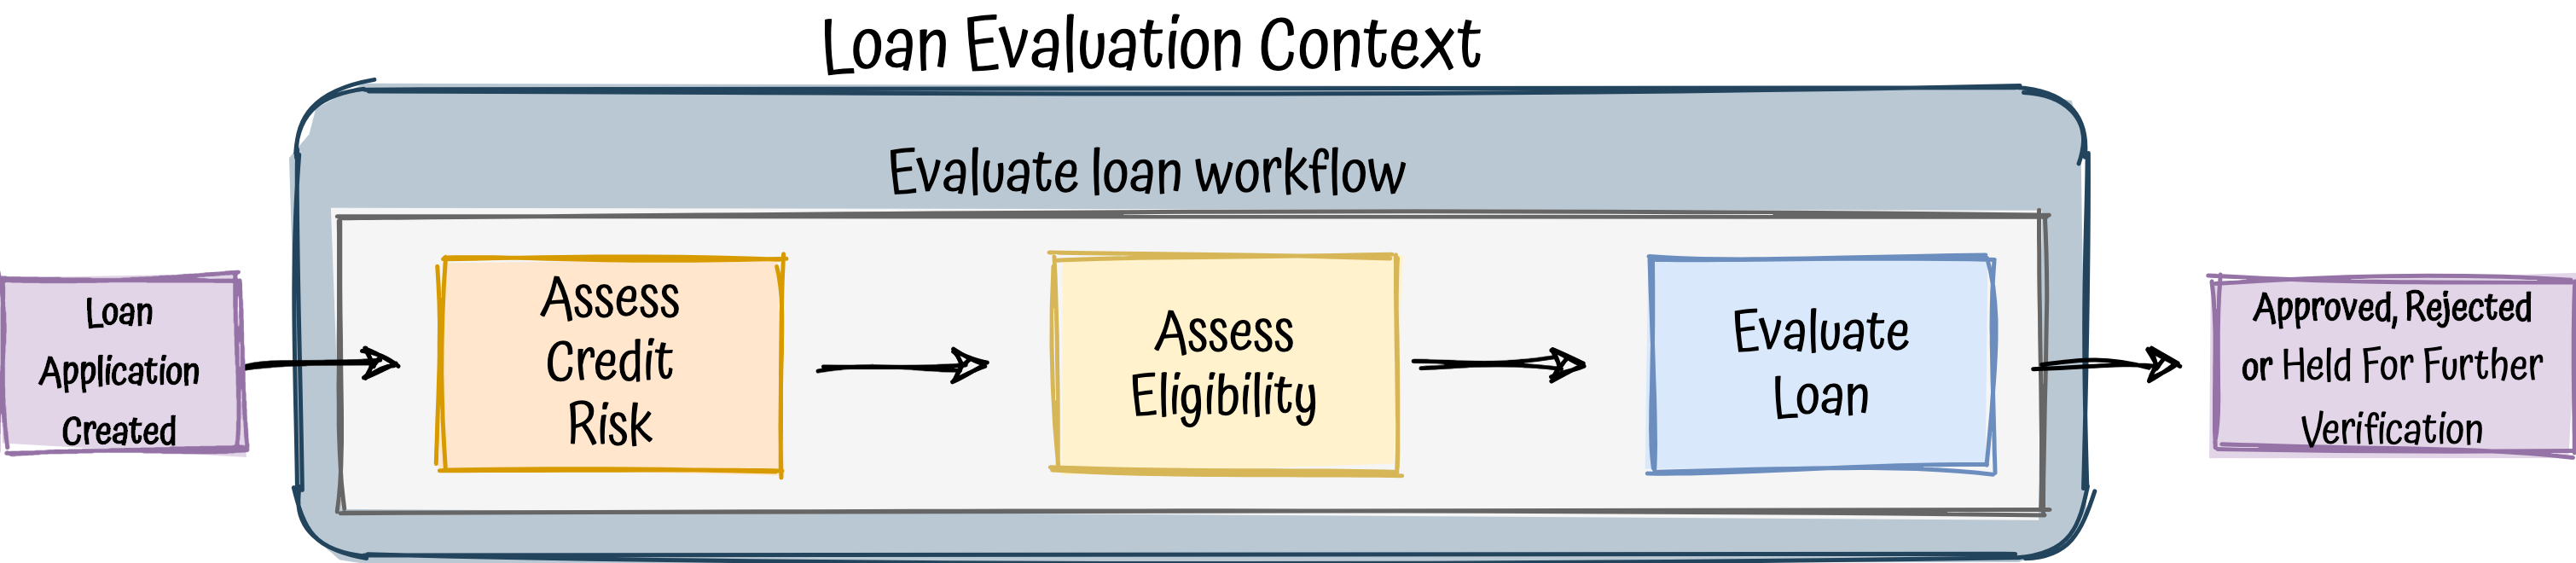 Loan Evaluation Context
Evaluate loan workflow
Loan
Application
Created
Assess
Credit
Risk
Assess
Eligibility
Evaluate
Loan
Approved, Rejected
or Held For Further
Verification